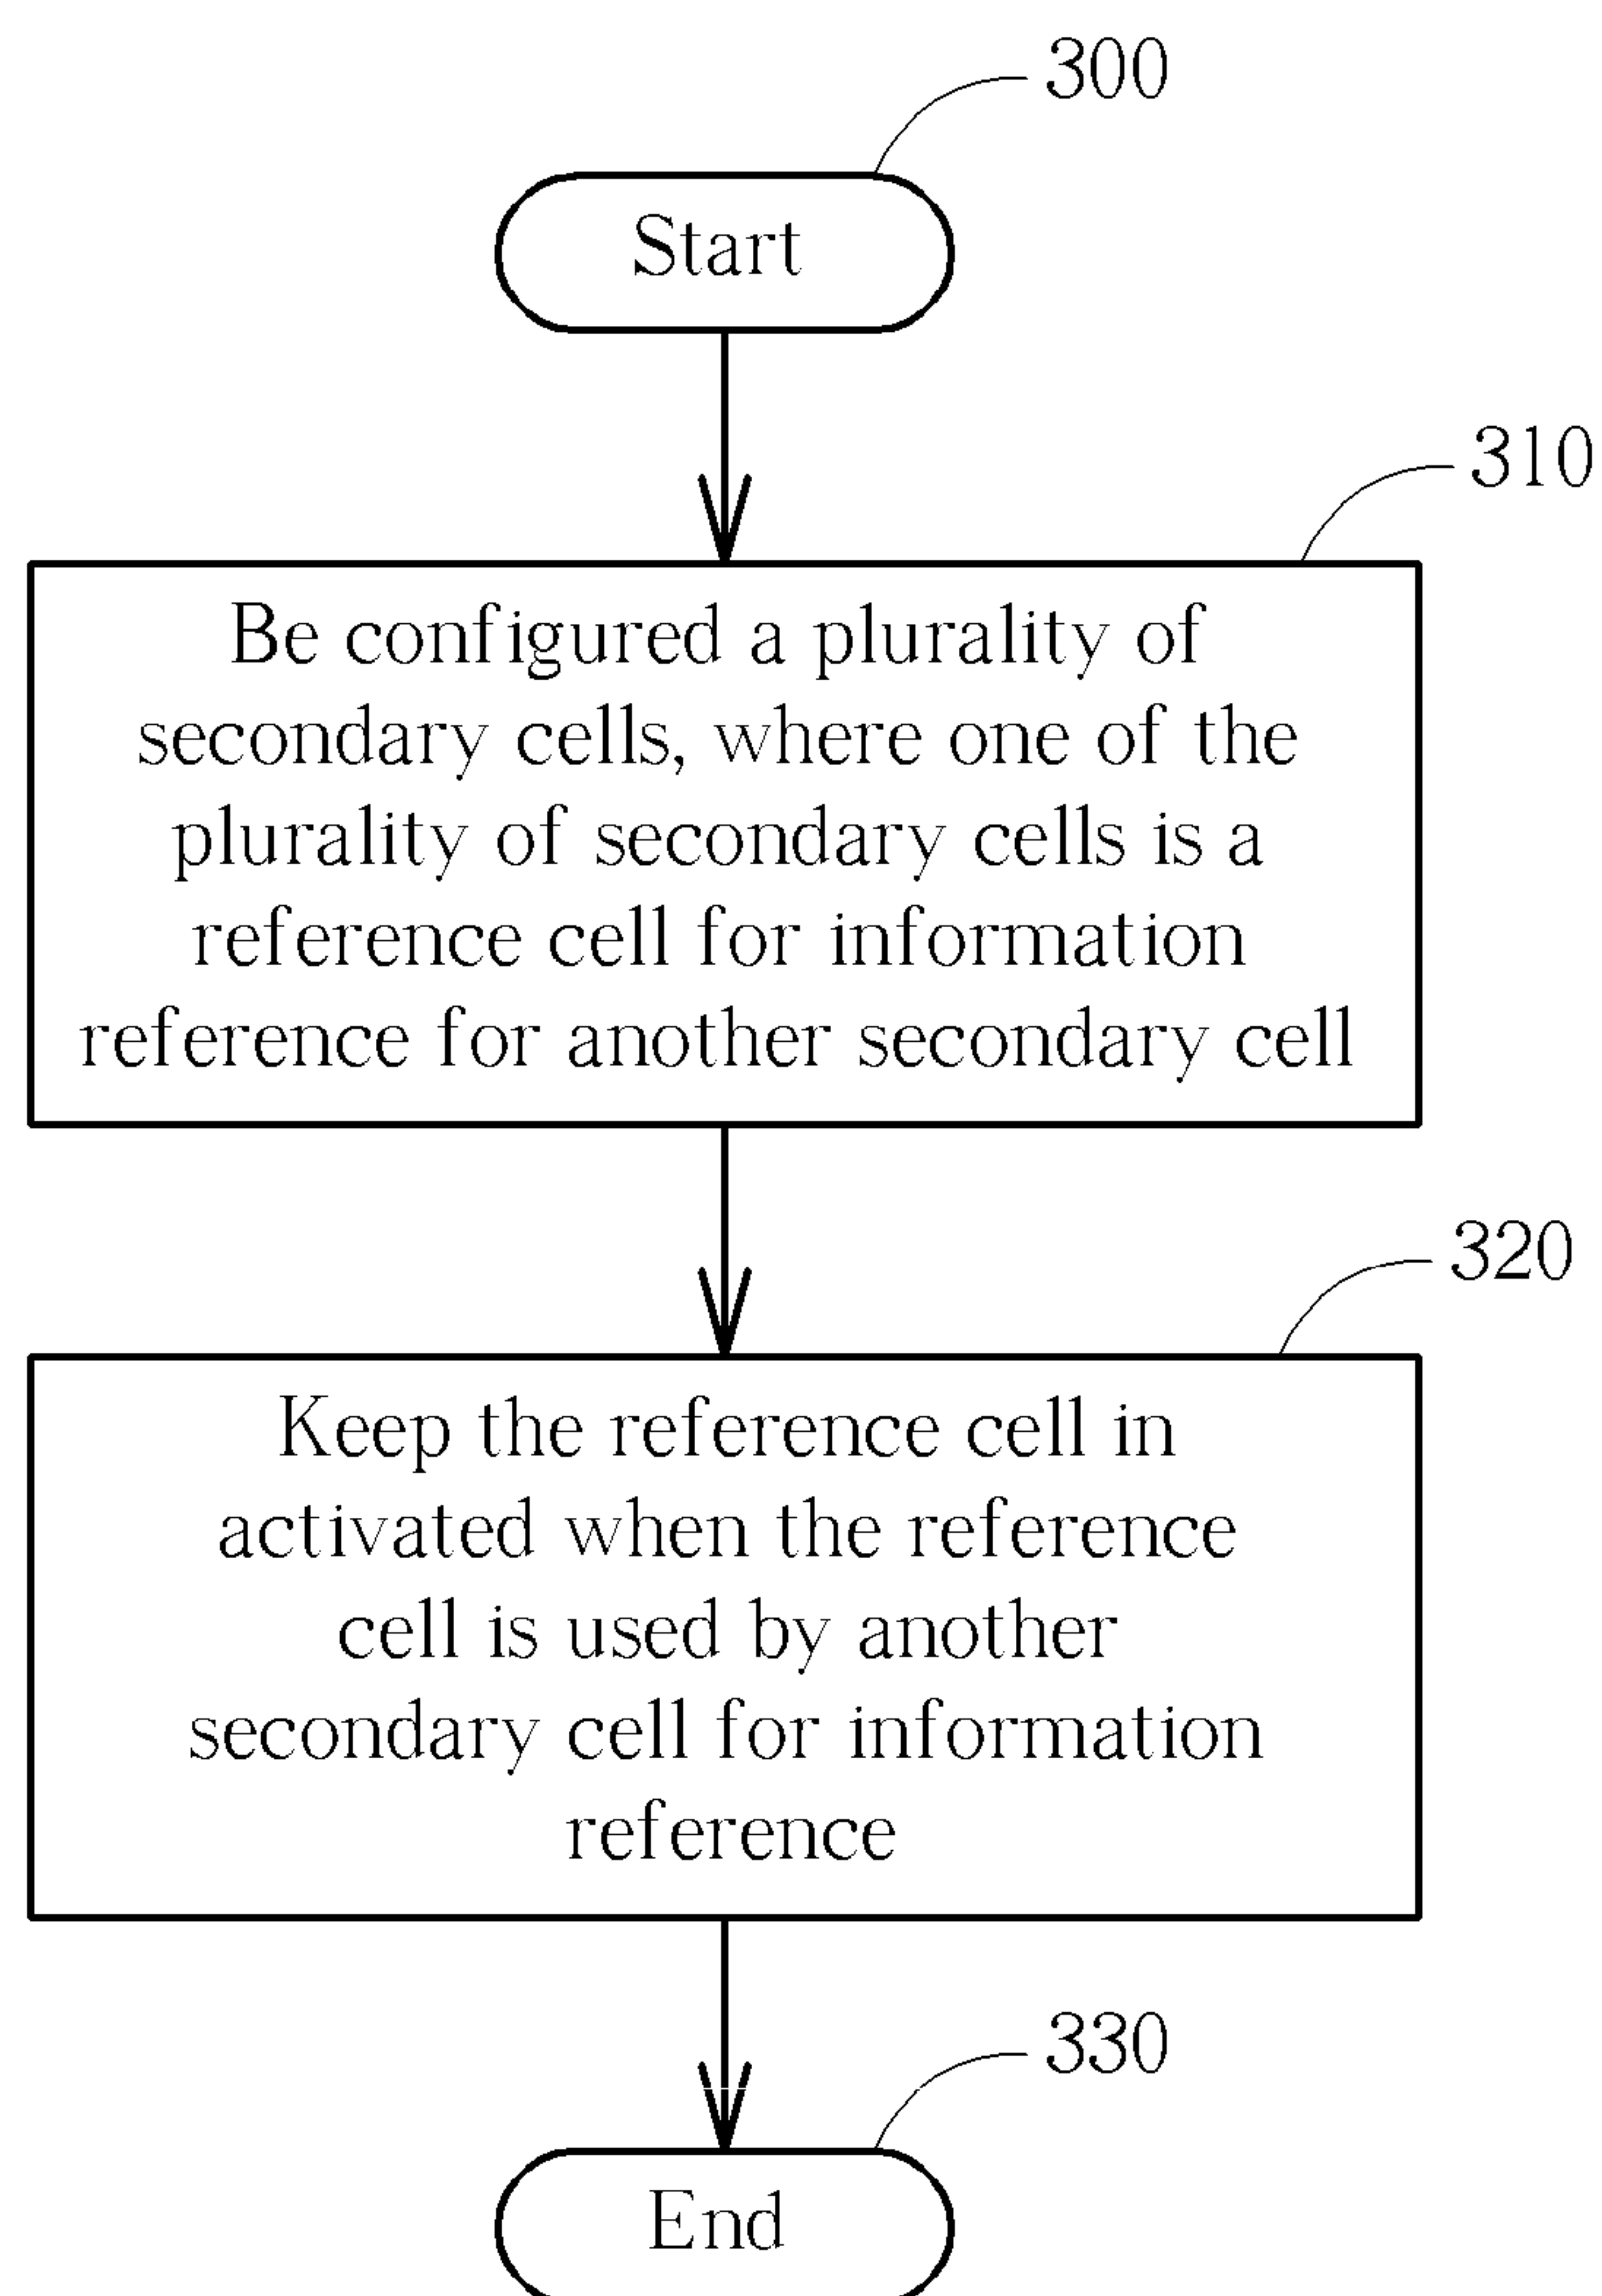 300
Start
310
Be configured a plurality of
secondary cells, where one of the
plurality of secondary cells is a
reference cell for information
reference for another secondary cell
320
Keep the reference cell in
activated when the reference
cell is used by another
secondary cell for information
reference
330
End